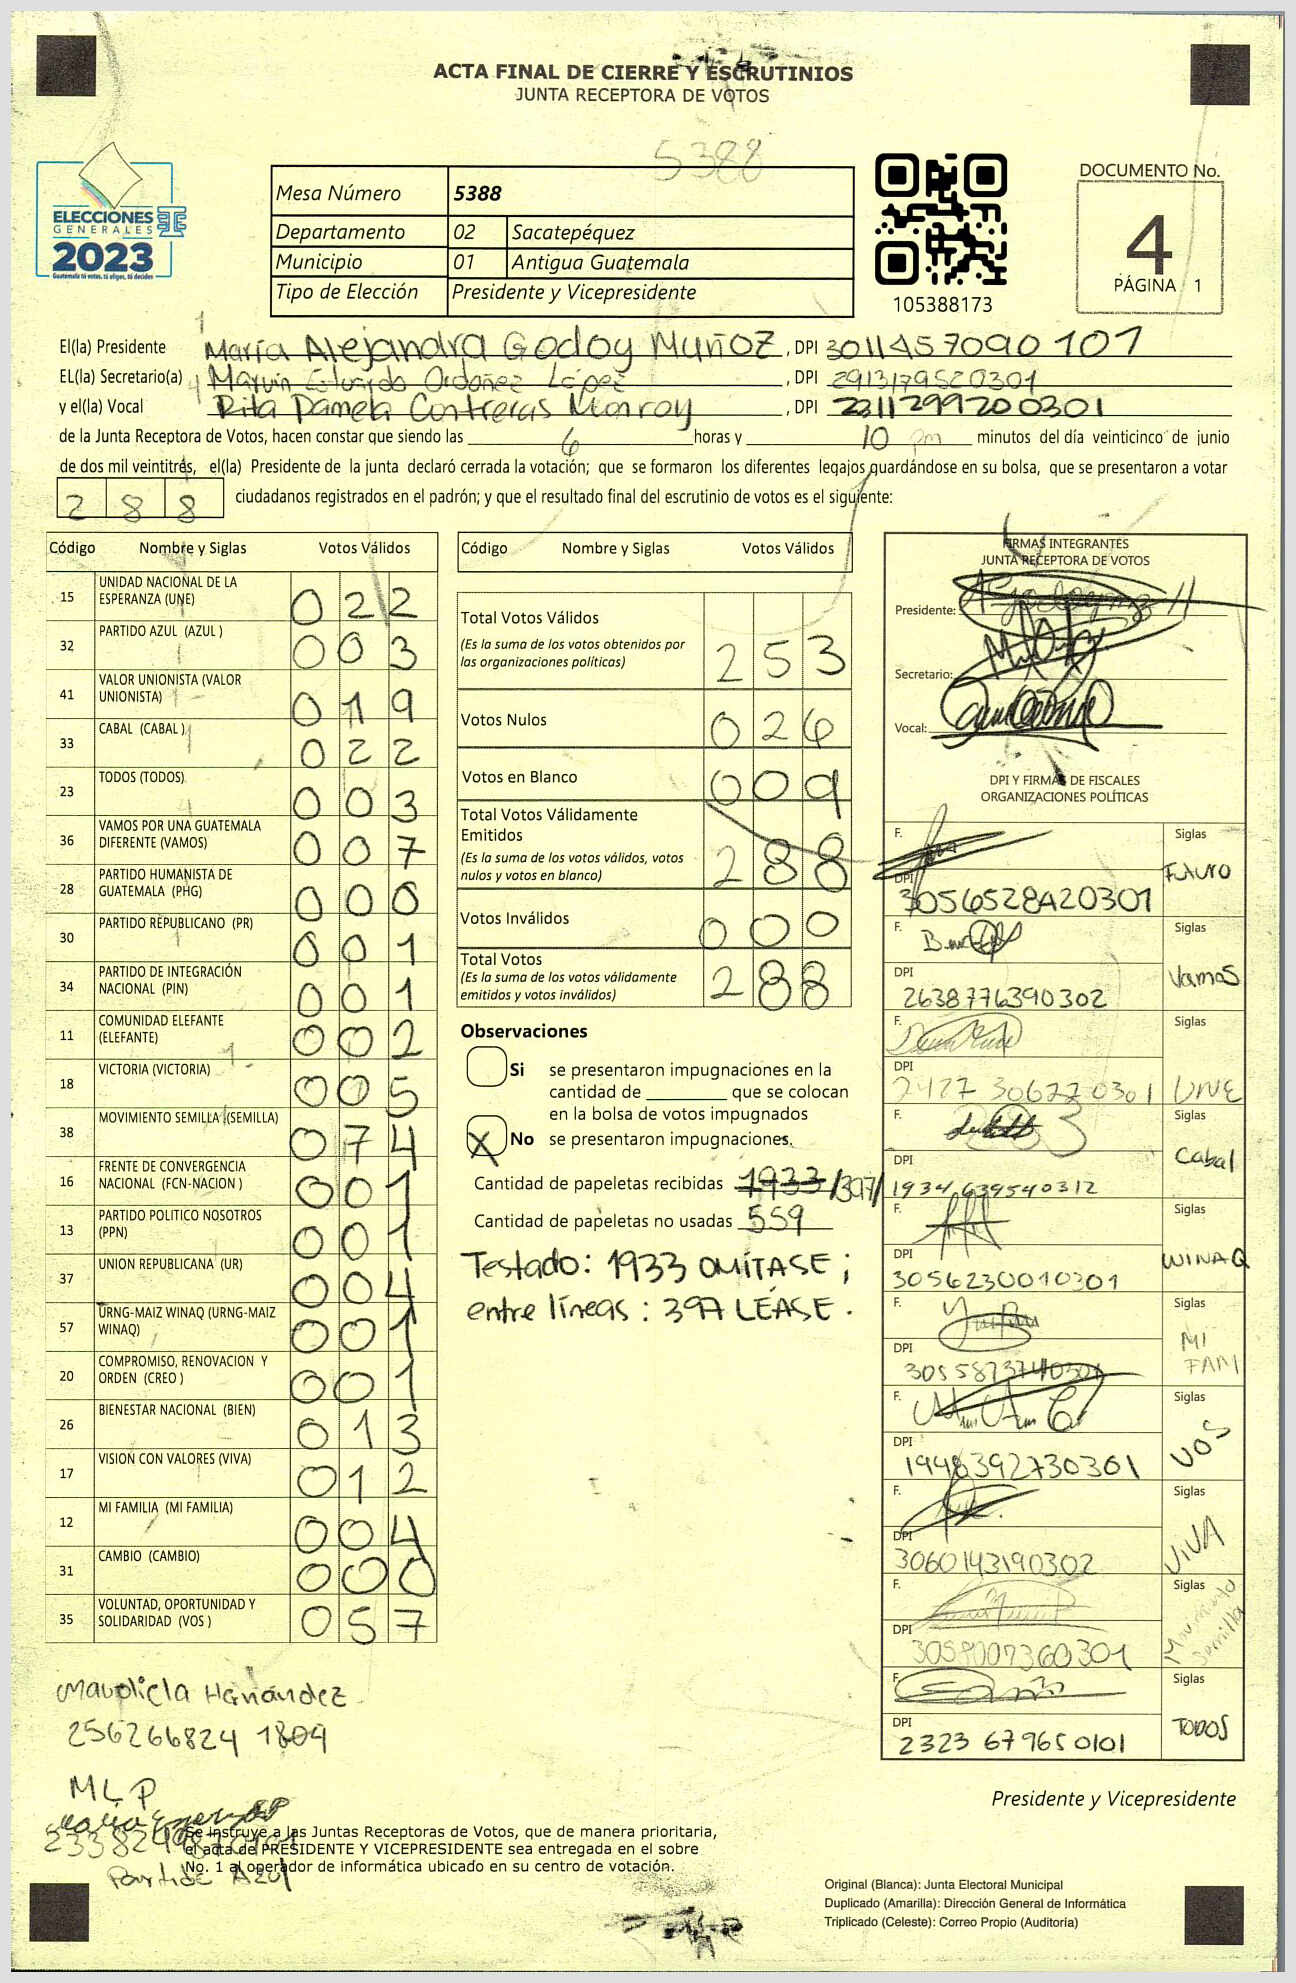 ACTA FINAL DE CIERRE Y ESCRUTINIOS
JUNTA RECEPTORA DE VOTOS
5388
ELECCIONES
GENERALES
2023
Guatemala tú votas, tú eliges, tú decides
Mesa Número 5388
Departamento 02 Sacatepéquez
Municipio 01 Antigua Guatemala
Tipo de Elección Presidente y Vicepresidente
105388173
DOCUMENTO No.
4
PÁGINA 1
El(la) Presidente María Alejandra Godoy Muñoz, DPI 3011457090101
EL(la) Secretario(a) Marvin Eduardo Ordoñez López, DPI 2913179520301
y el(la) Vocal Rita Pamela Contreras Monroy, DPI 2311299200301
de la Junta Receptora de Votos, hacen constar que siendo las 6 horas y 10 pm minutos del día veinticinco de junio
de dos mil veintitrés, el(la) Presidente de la junta declaró cerrada la votación; que se formaron los diferentes legajos guardándose en su bolsa, que se presentaron a votar
288 ciudadanos registrados en el padrón; y que el resultado final del escrutinio de votos es el siguiente:
Código Nombre y Siglas Votos Válidos
15 UNIDAD NACIONAL DE LA
ESPERANZA (UNE) 022
32 PARTIDO AZUL (AZUL ) 003
41 VALOR UNIONISTA (VALOR
UNIONISTA) 019
33 CABAL (CABAL ) 022
23 TODOS (TODOS) 003
36 VAMOS POR UNA GUATEMALA
DIFERENTE (VAMOS) 007
28 PARTIDO HUMANISTA DE
GUATEMALA (PHG) 000
30 PARTIDO REPUBLICANO (PR) 001
34 PARTIDO DE INTEGRACIÓN
NACIONAL (PIN) 001
11 COMUNIDAD ELEFANTE
(ELEFANTE) 002
18 VICTORIA (VICTORIA) 005
38 MOVIMIENTO SEMILLA (SEMILLA) 074
16 FRENTE DE CONVERGENCIA
NACIONAL (FCN-NACION ) 001
13 PARTIDO POLITICO NOSOTROS
(PPN) 001
37 UNION REPUBLICANA (UR) 004
57 URNG-MAIZ WINAQ (URNG-MAIZ
WINAQ) 001
20 COMPROMISO, RENOVACION Y
ORDEN (CREO ) 001
26 BIENESTAR NACIONAL (BIEN) 013
17 VISION CON VALORES (VIVA) 012
12 MI FAMILIA (MI FAMILIA) 004
31 CAMBIO (CAMBIO) 000
35 VOLUNTAD, OPORTUNIDAD Y
SOLIDARIDAD (VOS ) 057
Código Nombre y Siglas Votos Válidos
Total Votos Válidos
(Es la suma de los votos obtenidos por
las organizaciones políticas) 253
Votos Nulos 026
Votos en Blanco 009
Total Votos Válidamente
Emitidos
(Es la suma de los votos válidos, votos
nulos y votos en blanco) 288
Votos Inválidos 000
Total Votos
(Es la suma de los votos válidamente
emitidos y votos inválidos) 288
Observaciones
Si se presentaron impugnaciones en la
cantidad de ________ que se colocan
en la bolsa de votos impugnados
X No se presentaron impugnaciones.
Cantidad de papeletas recibidas 1933 /397/
Cantidad de papeletas no usadas 559
Testado: 1933 OMÍTASE;
entre líneas: 397 LÉASE.
FIRMAS INTEGRANTES
JUNTA RECEPTORA DE VOTOS
Presidente:
Secretario:
Vocal:
DPI Y FIRMAS DE FISCALES
ORGANIZACIONES POLÍTICAS
F. Siglas
DPI
3056528420301
F. Siglas
Vamos
DPI
2638776390302
F. Siglas
UNE
DPI
2427 306770301
F. Siglas
Cabal
DPI
1934 639540312
F. Siglas
WINAQ
DPI
3056230010301
F. Siglas
MI
FAMI
DPI
3055873740301
F. Siglas
VOS
DPI
1948392730301
F. Siglas
VIVA
DPI
3060143190302
F. Siglas
Movimiento
Semilla
DPI
3059007360301
F. Siglas
TODOS
DPI
2323 679650101
Hernández
256266824 1809
MLP
Partido Azul
Presidente y Vicepresidente
Se instruye a las Juntas Receptoras de Votos, que de manera prioritaria,
el acta de PRESIDENTE Y VICEPRESIDENTE sea entregada en el sobre
No. 1 al operador de informática ubicado en su centro de votación.
Original (Blanca): Junta Electoral Municipal
Duplicado (Amarilla): Dirección General de Informática
Triplicado (Celeste): Correo Propio (Auditoría)